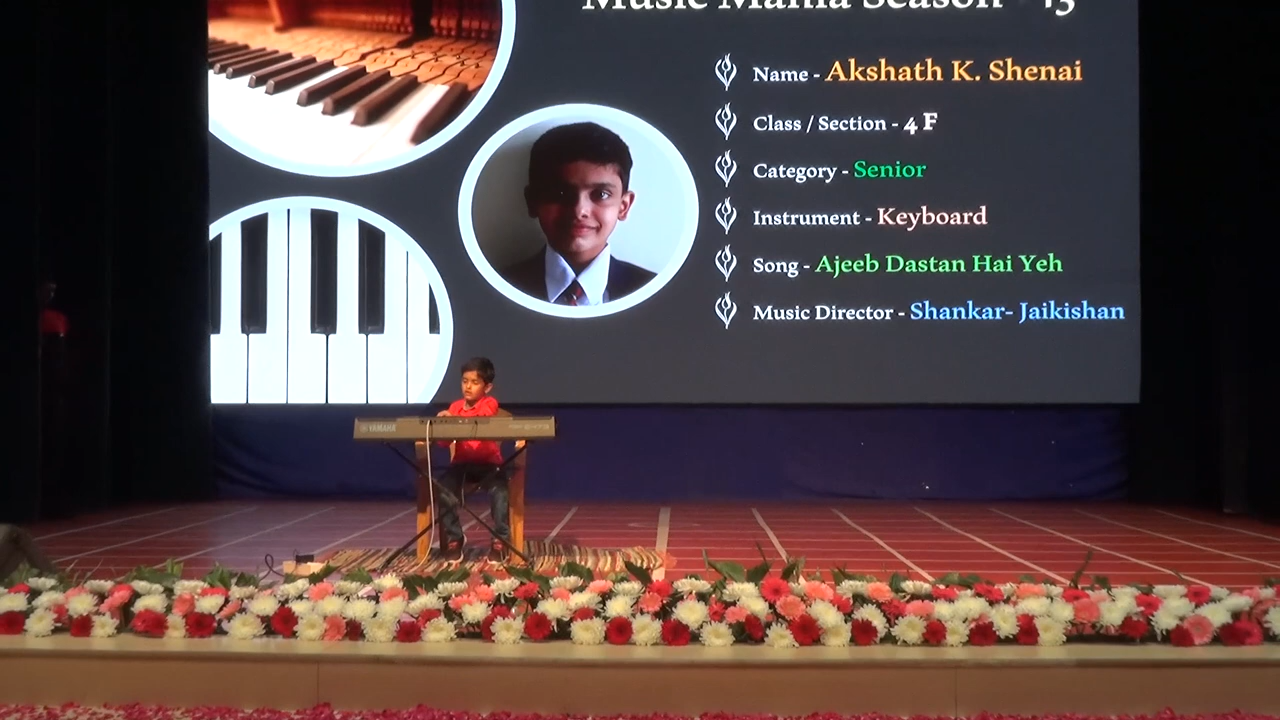 Music Mania Season - 13
Name - Akshath K. Shenai
Class / Section - 4 F
Category - Senior
Instrument - Keyboard
Song - Ajeeb Dastan Hai Yeh
Music Director - Shankar- Jaikishan
YAMAHA